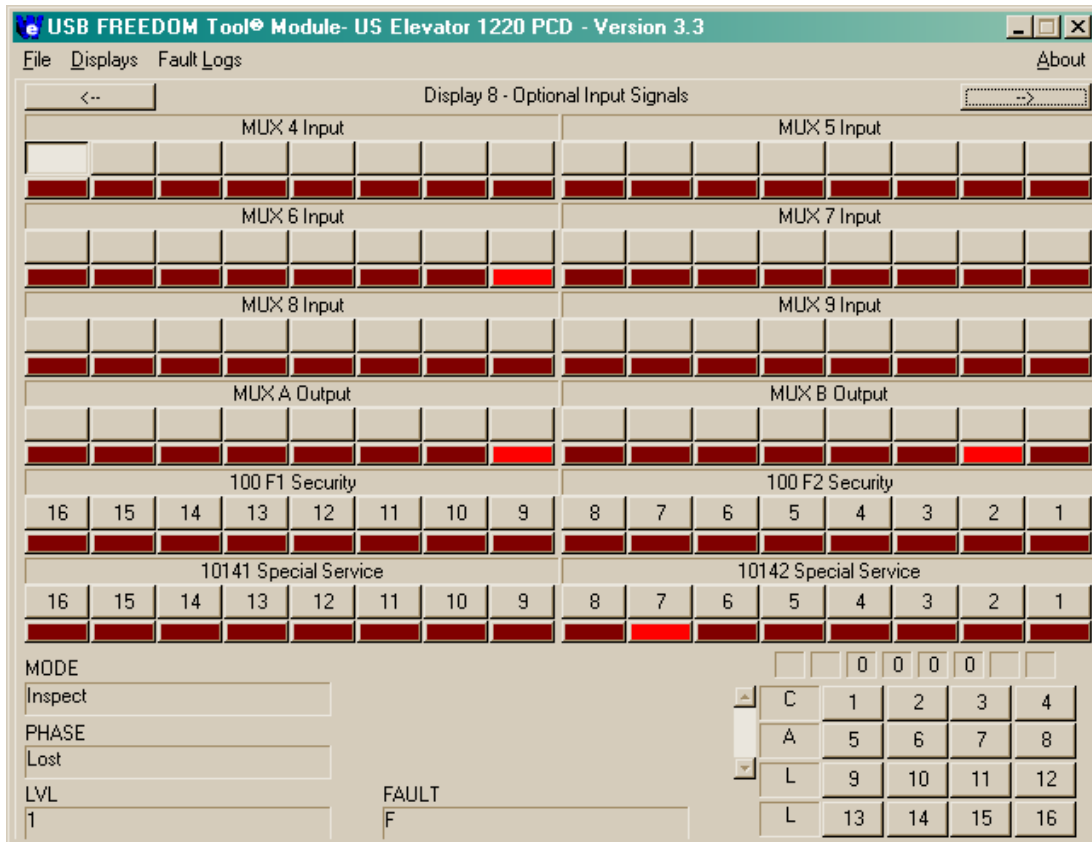 USB FREEDOM Tool® Module- US Elevator 1220 PCD - Version 3.3
File Displays Fault Logs About
<-- Display 8 - Optional Input Signals -->
MUX 4 Input MUX 5 Input
MUX 6 Input MUX 7 Input
MUX 8 Input MUX 9 Input
MUX A Output MUX B Output
100 F1 Security 100 F2 Security
16 15 14 13 12 11 10 9 8 7 6 5 4 3 2 1
10141 Special Service 10142 Special Service
16 15 14 13 12 11 10 9 8 7 6 5 4 3 2 1
MODE
Inspect
PHASE
Lost
LVL
1
FAULT
F
0 0 0 0
C 1 2 3 4
A 5 6 7 8
L 9 10 11 12
L 13 14 15 16